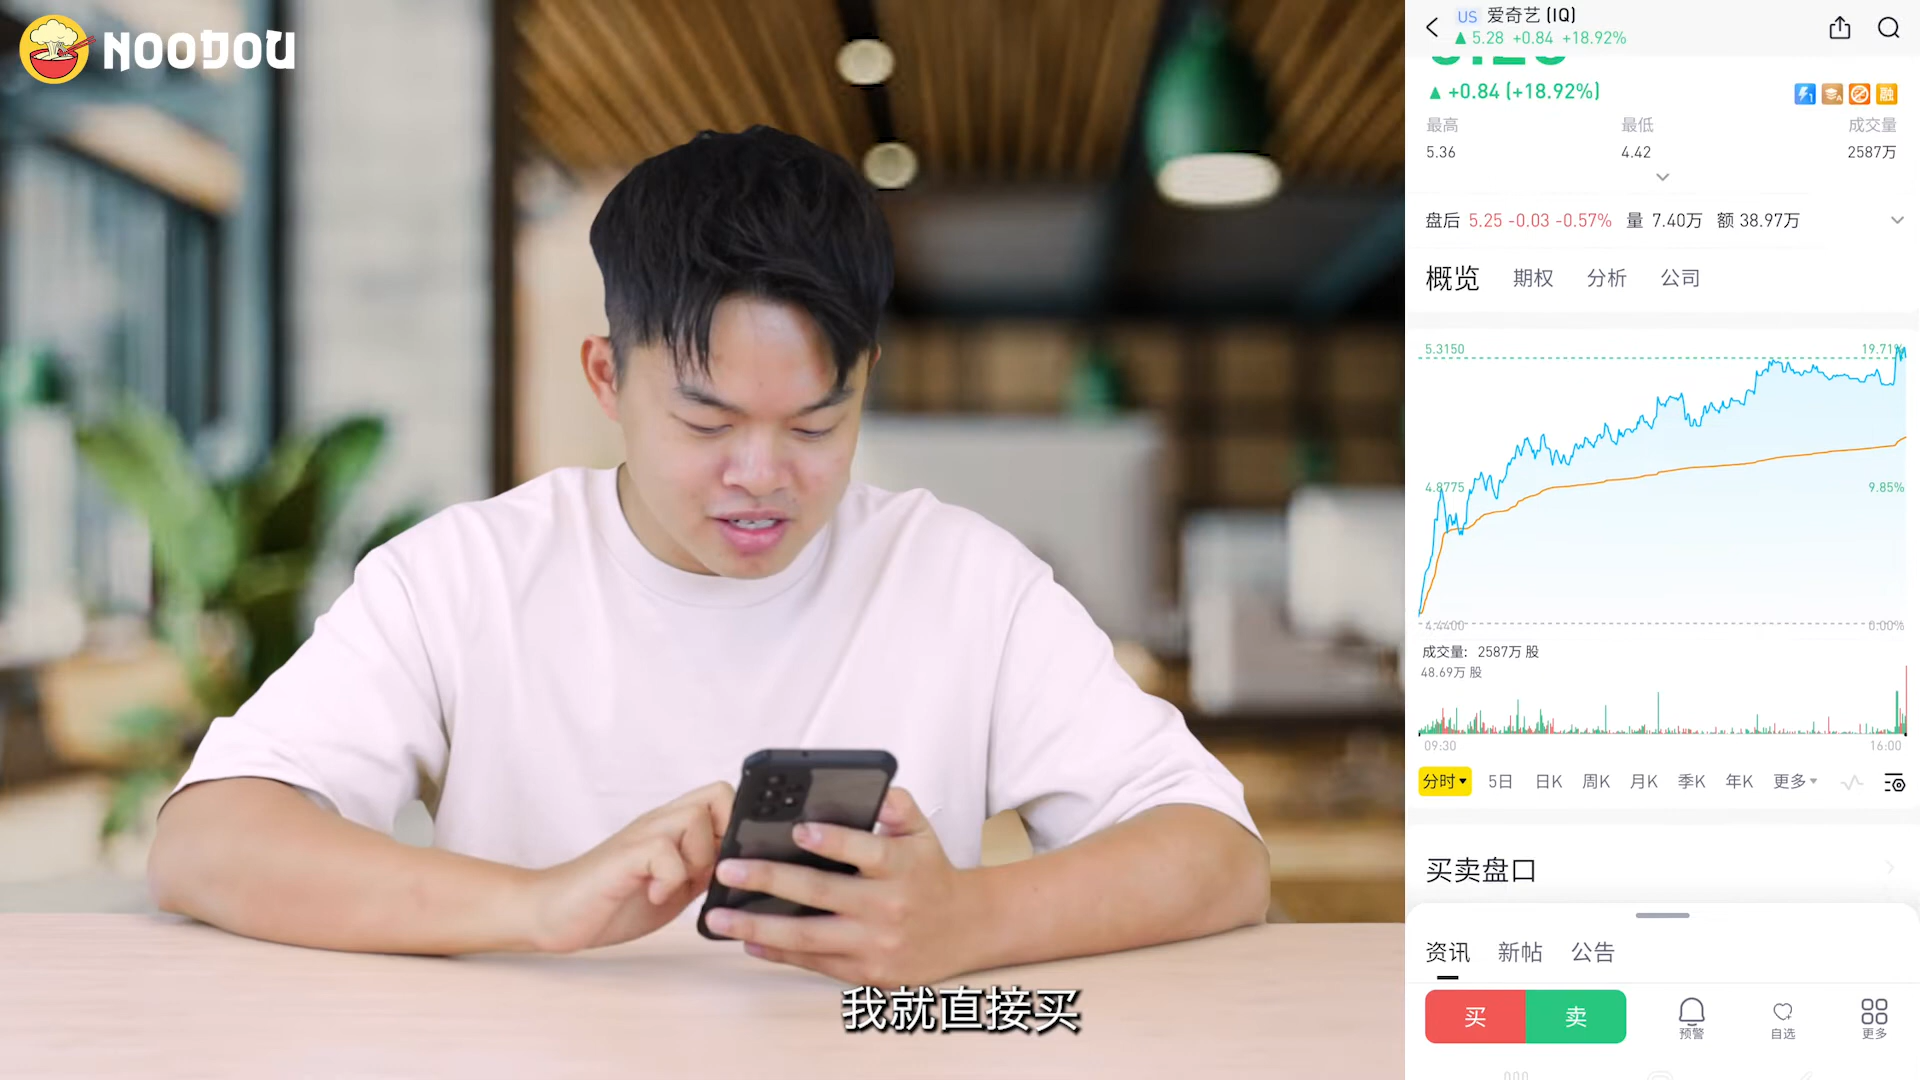 NOODOU
US 爱奇艺 (IQ)
▲ 5.28 +0.84 +18.92%
▲ +0.84 (+18.92%)
融
最高 最低 成交量
5.36 4.42 2587万
盘后 5.25 -0.03 -0.57% 量 7.40万 额 38.97万
概览 期权 分析 公司
5.3150 19.71%
4.8775 9.85%
4.4400 0.00%
成交量: 2587万 股
48.69万 股
09:30 16:00
分时 5日 日K 周K 月K 季K 年K 更多
买卖盘口
资讯 新帖 公告
买 卖 预警 自选 更多
我就直接买